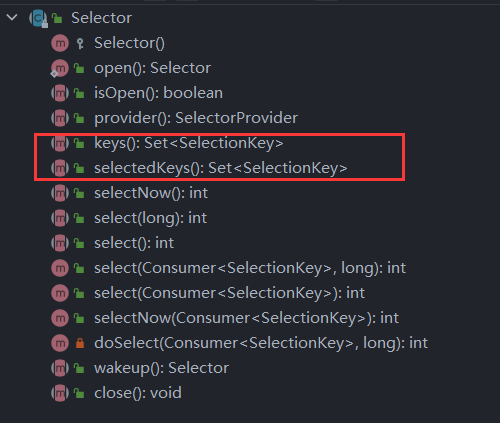 Selector
Selector()
open(): Selector
isOpen(): boolean
provider(): SelectorProvider
keys(): Set<SelectionKey>
selectedKeys(): Set<SelectionKey>
selectNow(): int
select(long): int
select(): int
select(Consumer<SelectionKey>, long): int
select(Consumer<SelectionKey>): int
selectNow(Consumer<SelectionKey>): int
doSelect(Consumer<SelectionKey>, long): int
wakeup(): Selector
close(): void